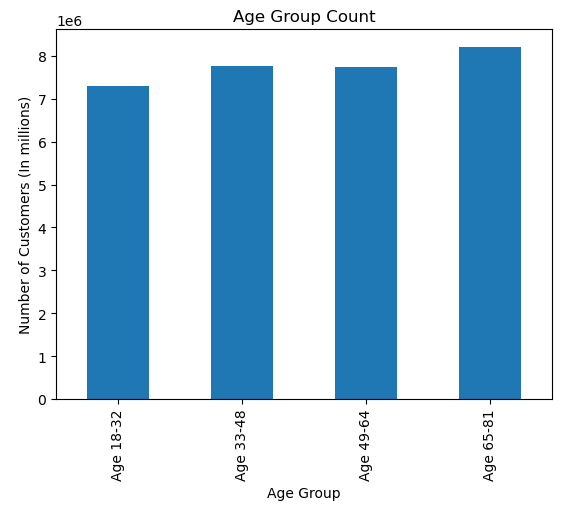 Age Group Count
1e6
Number of Customers (In millions)
8
7
6
5
4
3
2
1
0
Age 18-32
Age 33-48
Age 49-64
Age 65-81
Age Group